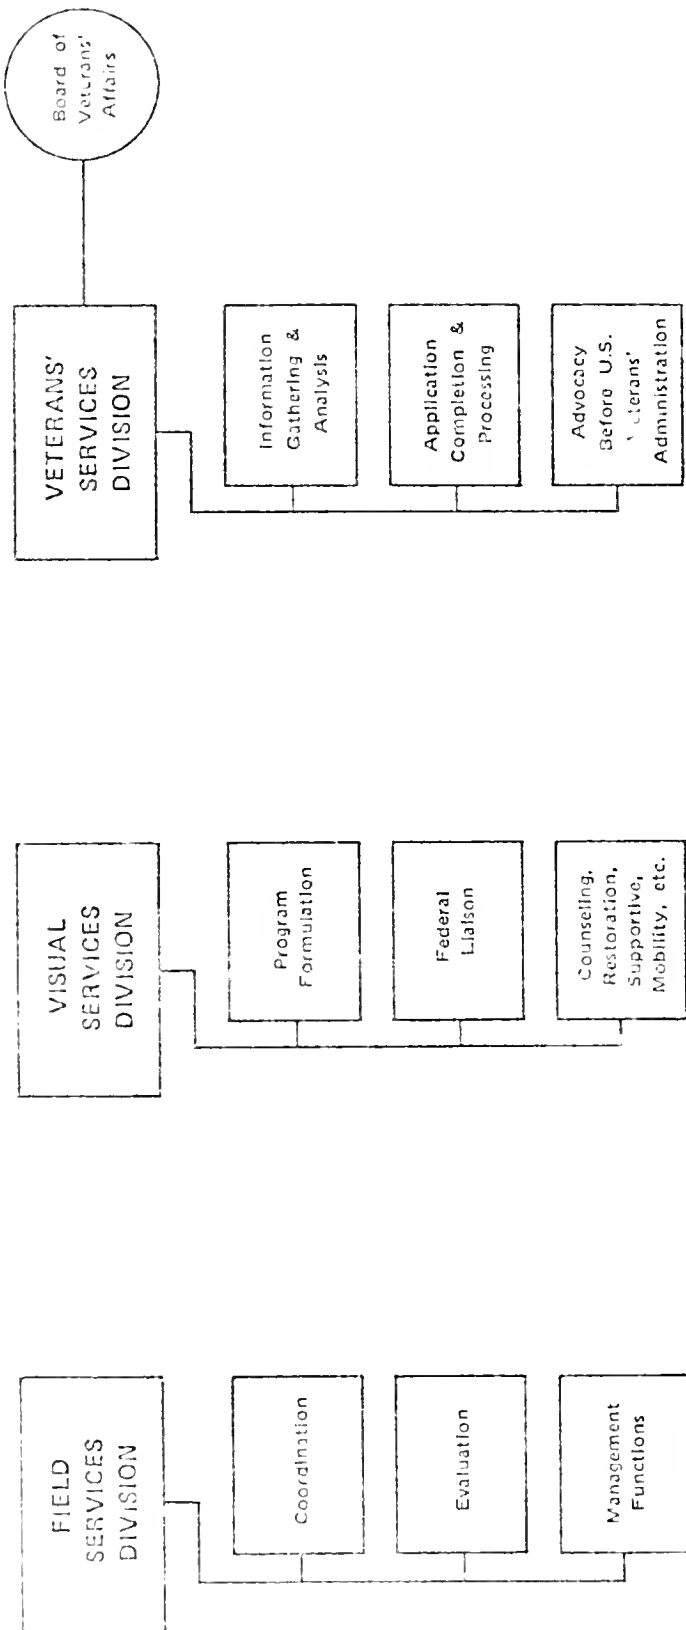 FIELD
SERVICES
DIVISION
Coordination
Evaluation
Management
Functions
VISUAL
SERVICES
DIVISION
Program
Formulation
Federal
Liaison
Counseling,
Restoration,
Supportive,
Mobility, etc.
VETERANS'
SERVICES
DIVISION
Information
Gathering &
Analysis
Application
Completion &
Processing
Advocacy
Before U.S.
Veterans'
Administration
Board of
Veterans'
Affairs